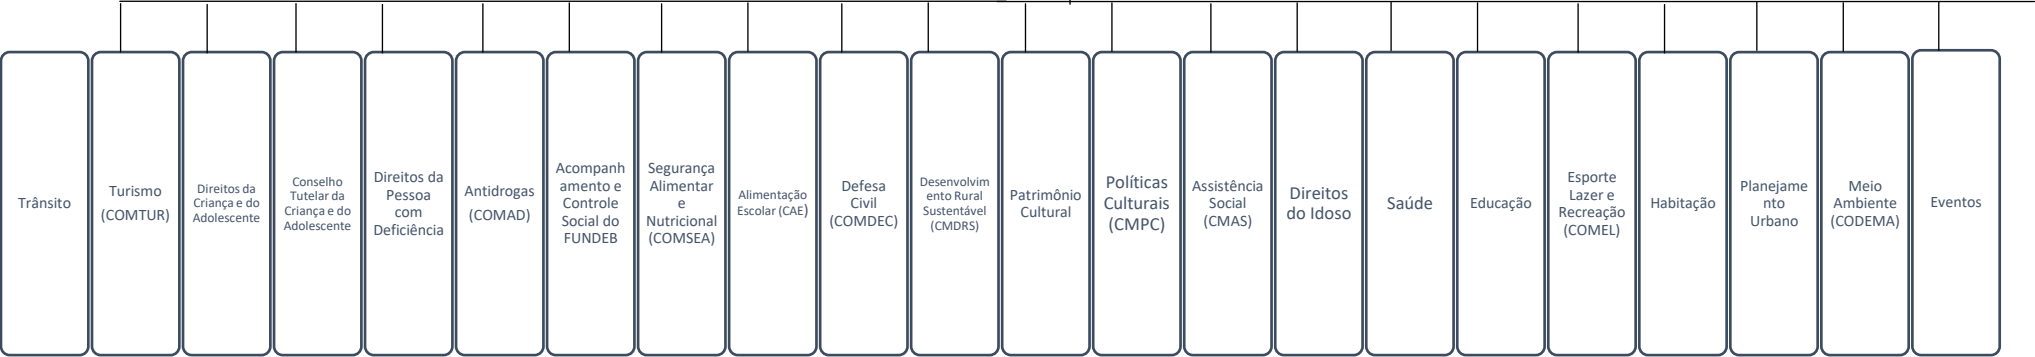 Trânsito
Turismo
(COMTUR)
Direitos da
Criança e do
Adolescente
Conselho
Tutelar da
Criança e do
Adolescente
Direitos da
Pessoa
com
Deficiência
Antidrogas
(COMAD)
Acompanh
amento e
Controle
Social do
FUNDEB
Segurança
Alimentar
e
Nutricional
(COMSEA)
Alimentação
Escolar (CAE)
Defesa
Civil
(COMDEC)
Desenvolvim
ento Rural
Sustentável
(CMDRS)
Patrimônio
Cultural
Políticas
Culturais
(CMPC)
Assistência
Social
(CMAS)
Direitos
do Idoso
Saúde
Educação
Esporte
Lazer e
Recreação
(COMEL)
Habitação
Planejame
nto
Urbano
Meio
Ambiente
(CODEMA)
Eventos